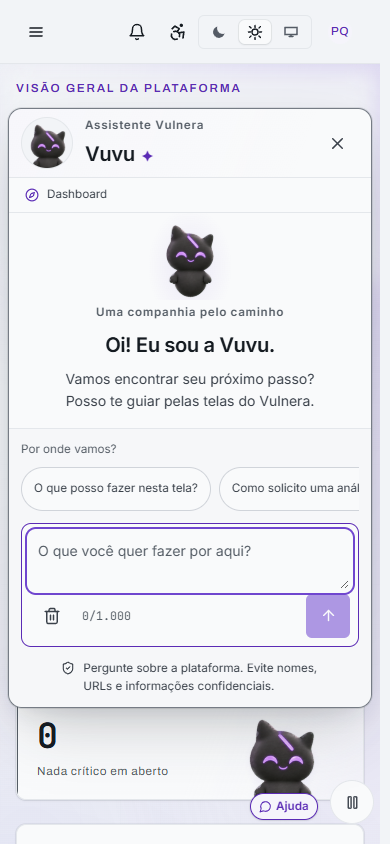 PQ
VISÃO GERAL DA PLATAFORMA
Assistente Vulnera
Vuvu
Dashboard
Uma companhia pelo caminho
Oi! Eu sou a Vuvu.
Vamos encontrar seu próximo passo?
Posso te guiar pelas telas do Vulnera.
Por onde vamos?
O que posso fazer nesta tela?
Como solicito uma anál
O que você quer fazer por aqui?
0/1.000
Pergunte sobre a plataforma. Evite nomes,
URLs e informações confidenciais.
0
Nada crítico em aberto
Ajuda